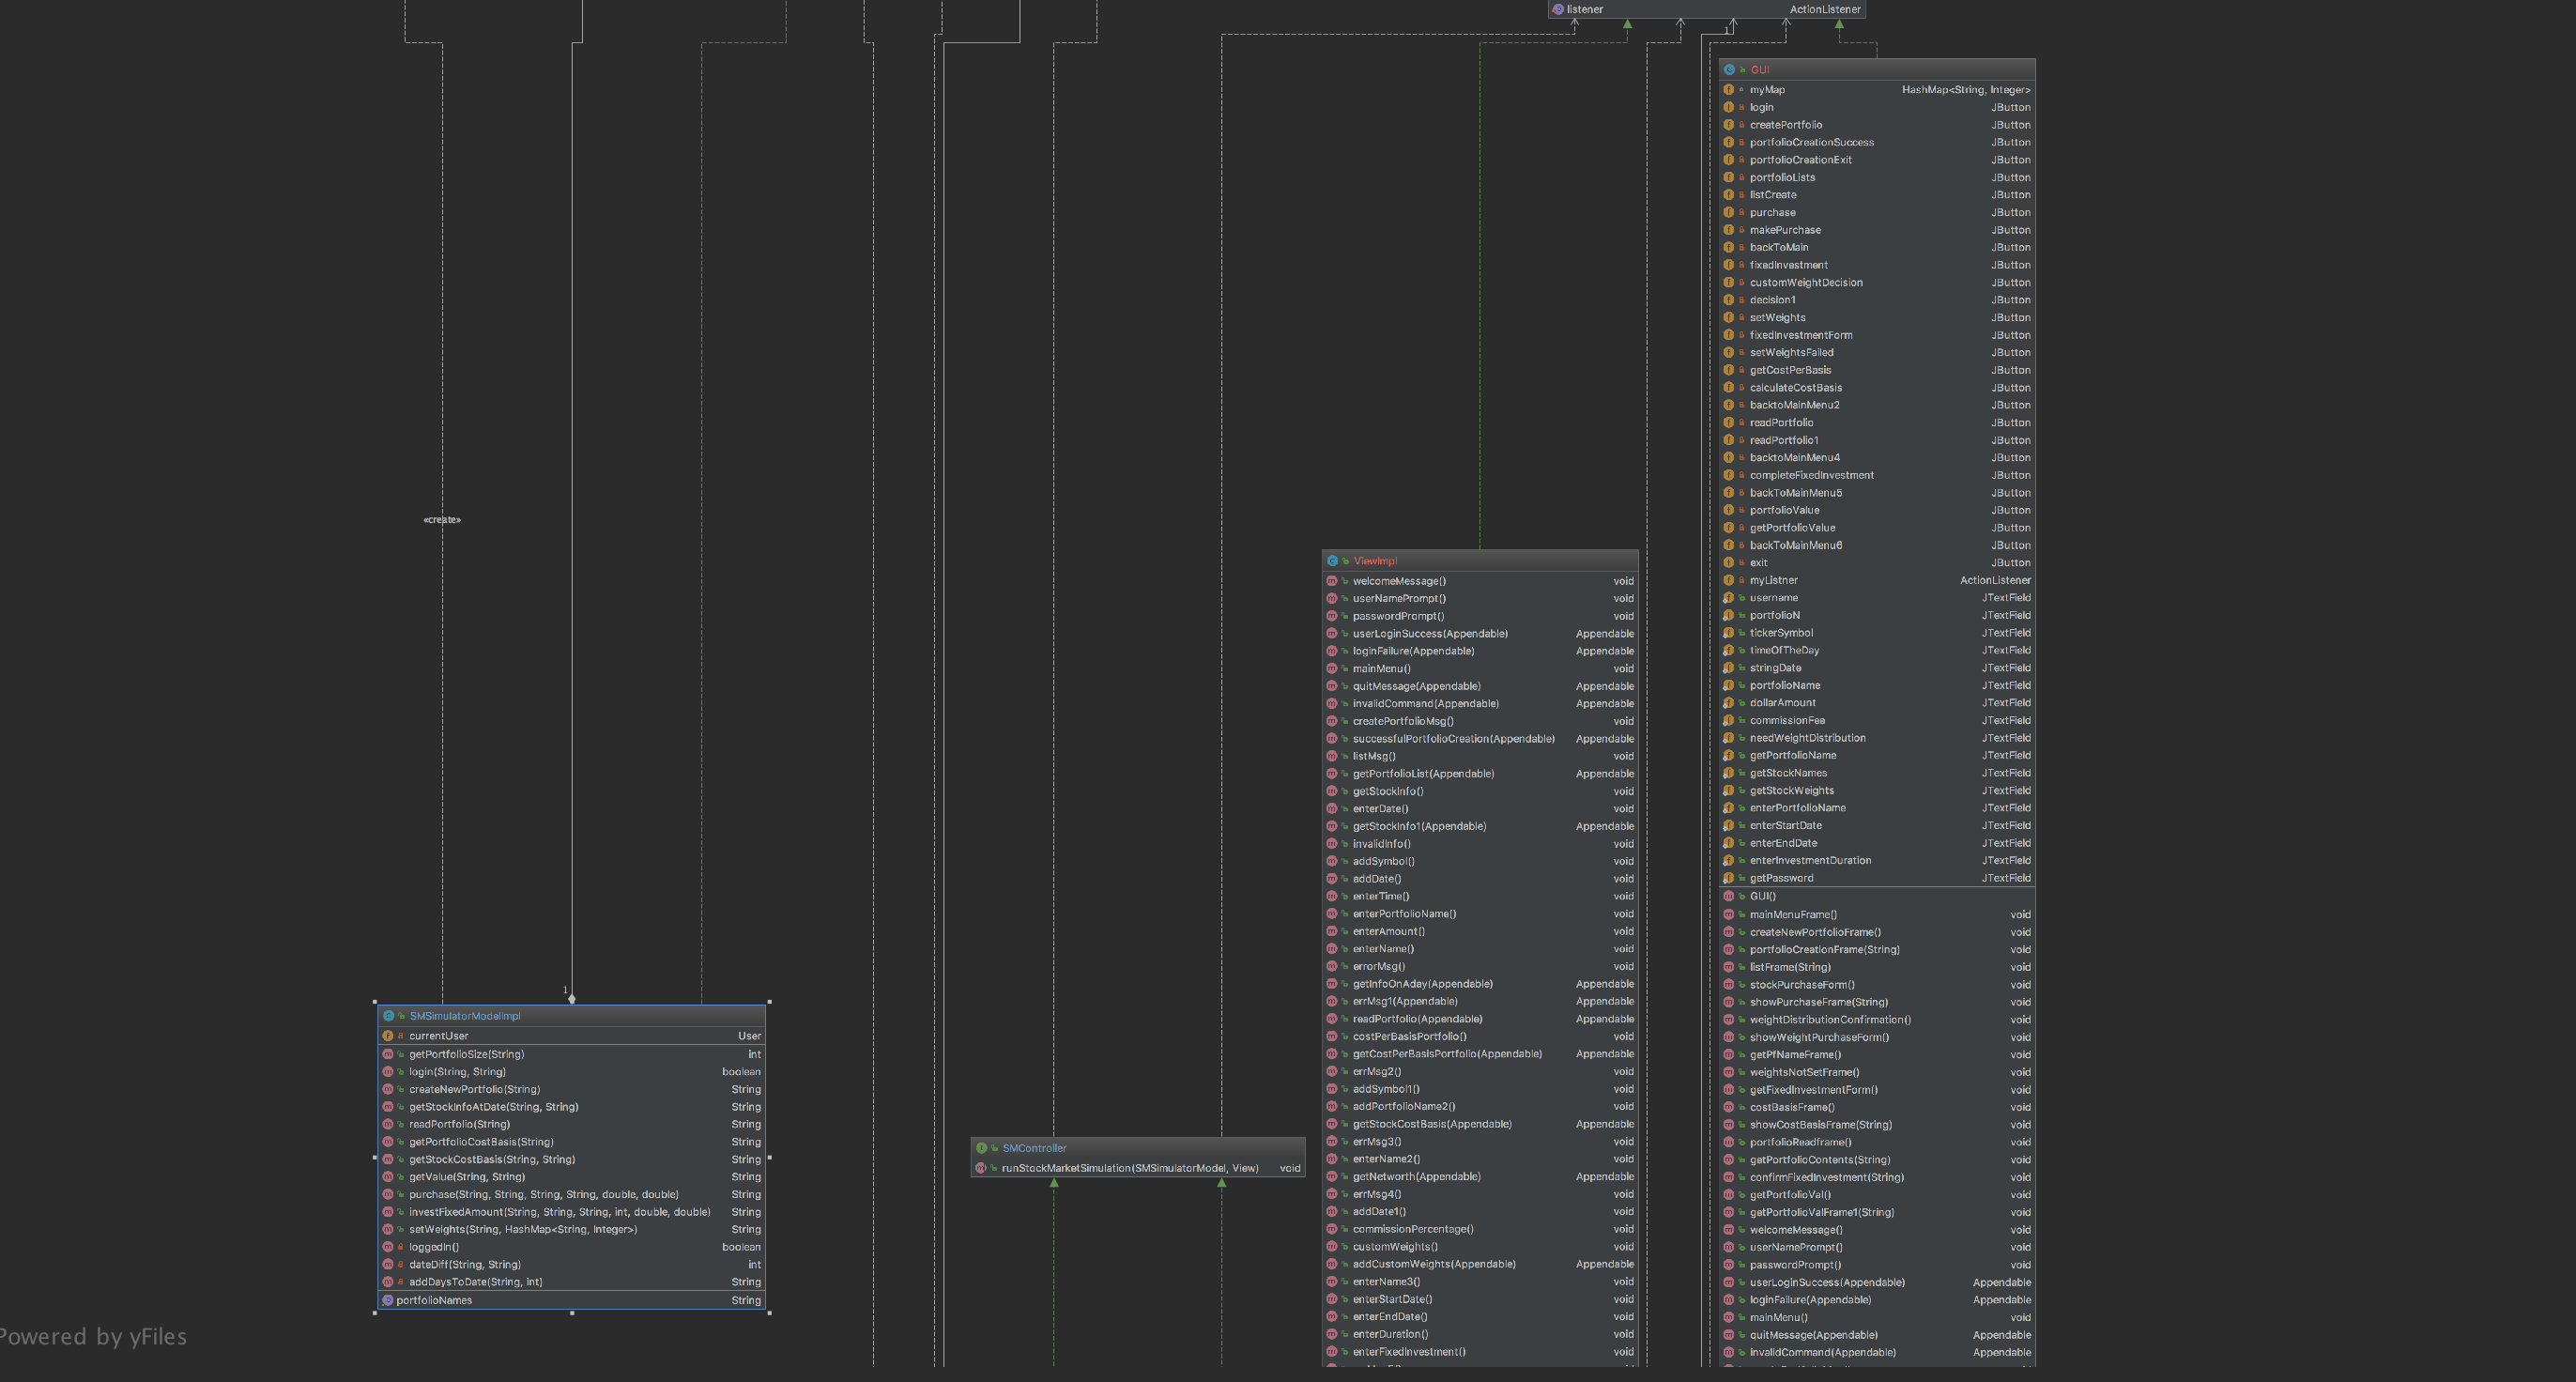 listener ActionListener
1
GUI
myMap HashMap<String, Integer>
login JButton
createPortfolio JButton
portfolioCreationSuccess JButton
portfolioCreationExit JButton
portfolioLists JButton
listCreate JButton
purchase JButton
makePurchase JButton
backToMain JButton
fixedInvestment JButton
customWeightDecision JButton
decision1 JButton
setWeights JButton
fixedInvestmentForm JButton
setWeightsFailed JButton
getCostPerBasis JButton
calculateCostBasis JButton
backtoMainMenu2 JButton
readPortfolio JButton
readPortfolio1 JButton
backtoMainMenu4 JButton
completeFixedInvestment JButton
backToMainMenu5 JButton
portfolioValue JButton
getPortfolioValue JButton
backToMainMenu6 JButton
exit JButton
myListner ActionListener
username JTextField
portfolioN JTextField
tickerSymbol JTextField
timeOfTheDay JTextField
stringDate JTextField
portfolioName JTextField
dollarAmount JTextField
commissionFee JTextField
needWeightDistribution JTextField
getPortfolioName JTextField
getStockNames JTextField
getStockWeights JTextField
enterPortfolioName JTextField
enterStartDate JTextField
enterEndDate JTextField
enterInvestmentDuration JTextField
getPassword JTextField
GUI()
mainMenuFrame() void
createNewPortfolioFrame() void
portfolioCreationFrame(String) void
listFrame(String) void
stockPurchaseForm() void
showPurchaseFrame(String) void
weightDistributionConfirmation() void
showWeightPurchaseForm() void
getPfNameFrame() void
weightsNotSetFrame() void
getFixedInvestmentForm() void
costBasisFrame() void
showCostBasisFrame(String) void
portfolioReadframe() void
getPortfolioContents(String) void
confirmFixedInvestment(String) void
getPortfolioVal() void
getPortfolioValFrame1(String) void
welcomeMessage() void
userNamePrompt() void
passwordPrompt() void
userLoginSuccess(Appendable) Appendable
loginFailure(Appendable) Appendable
mainMenu() void
quitMessage(Appendable) Appendable
invalidCommand(Appendable) Appendable
«create»
ViewImpl
welcomeMessage() void
userNamePrompt() void
passwordPrompt() void
userLoginSuccess(Appendable) Appendable
loginFailure(Appendable) Appendable
mainMenu() void
quitMessage(Appendable) Appendable
invalidCommand(Appendable) Appendable
createPortfolioMsg() void
successfulPortfolioCreation(Appendable) Appendable
listMsg() void
getPortfolioList(Appendable) Appendable
getStockInfo() void
enterDate() void
getStockInfo1(Appendable) Appendable
invalidInfo() void
addSymbol() void
addDate() void
enterTime() void
enterPortfolioName() void
enterAmount() void
enterName() void
errorMsg() void
getInfoOnAday(Appendable) Appendable
errMsg1(Appendable) Appendable
readPortfolio(Appendable) Appendable
costPerBasisPortfolio() void
getCostPerBasisPortfolio(Appendable) Appendable
errMsg2() void
addSymbol1() void
addPortfolioName2() void
getStockCostBasis(Appendable) Appendable
errMsg3() void
enterName2() void
getNetworth(Appendable) Appendable
errMsg4() void
addDate1() void
commissionPercentage() void
customWeights() void
addCustomWeights(Appendable) Appendable
enterName3() void
enterStartDate() void
enterEndDate() void
enterDuration() void
enterFixedInvestment() void
1
SMSimulatorModelImpl
currentUser User
getPortfolioSize(String) int
login(String, String) boolean
createNewPortfolio(String) String
getStockInfoAtDate(String, String) String
readPortfolio(String) String
getPortfolioCostBasis(String) String
getStockCostBasis(String, String) String
getValue(String, String) String
purchase(String, String, String, String, double, double) String
investFixedAmount(String, String, String, int, double, double) String
setWeights(String, HashMap<String, Integer>) String
loggedIn() boolean
dateDiff(String, String) int
addDaysToDate(String, int) String
portfolioNames String
SMController
runStockMarketSimulation(SMSimulatorModel, View) void
Powered by yFiles